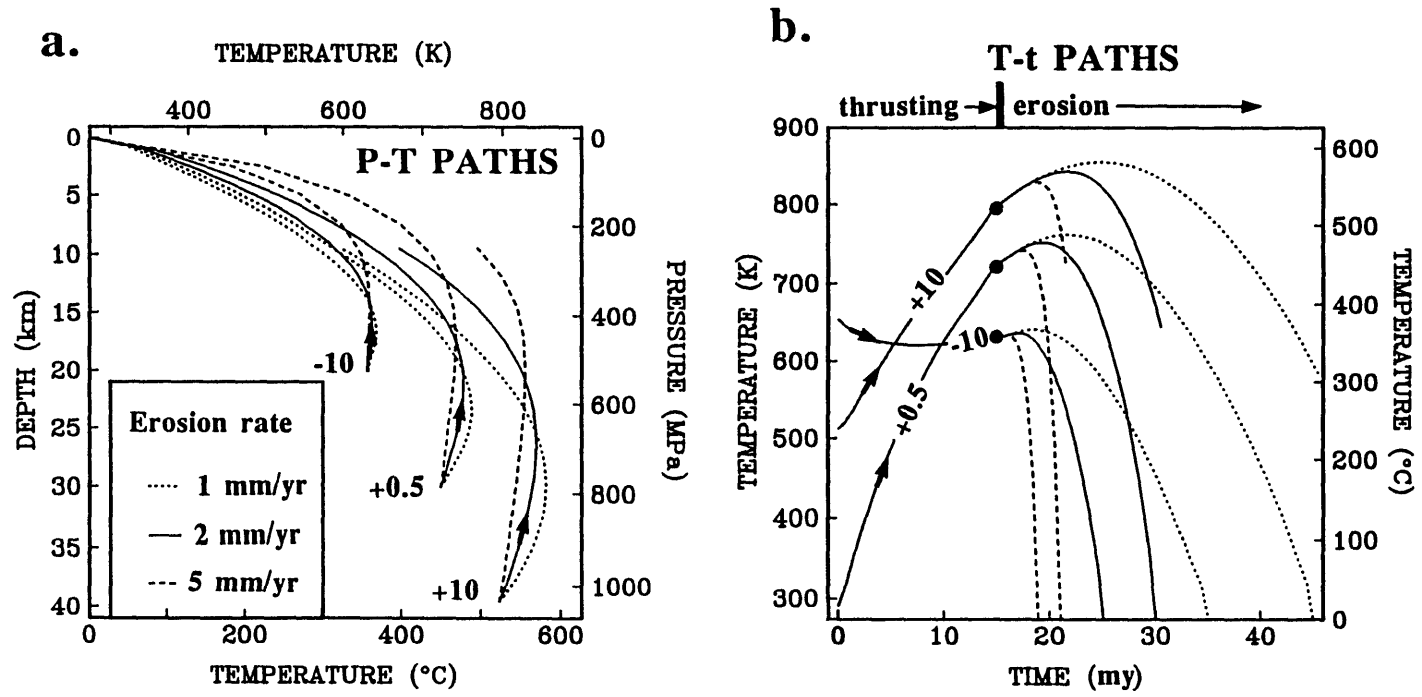 a.
TEMPERATURE (K)
400 600 800
P-T PATHS
0
5
10
15
20
25
30
35
40
DEPTH (km)
0
200
400
600
800
1000
PRESSURE (MPa)
-10
+0.5
+10
Erosion rate
1 mm/yr
2 mm/yr
5 mm/yr
0 200 400 600
TEMPERATURE (°C)
b.
T-t PATHS
thrusting erosion
900
800
700
600
500
400
300
TEMPERATURE (K)
600
500
400
300
200
100
0
TEMPERATURE (°C)
+10
-10
+0.5
0 10 20 30 40
TIME (my)